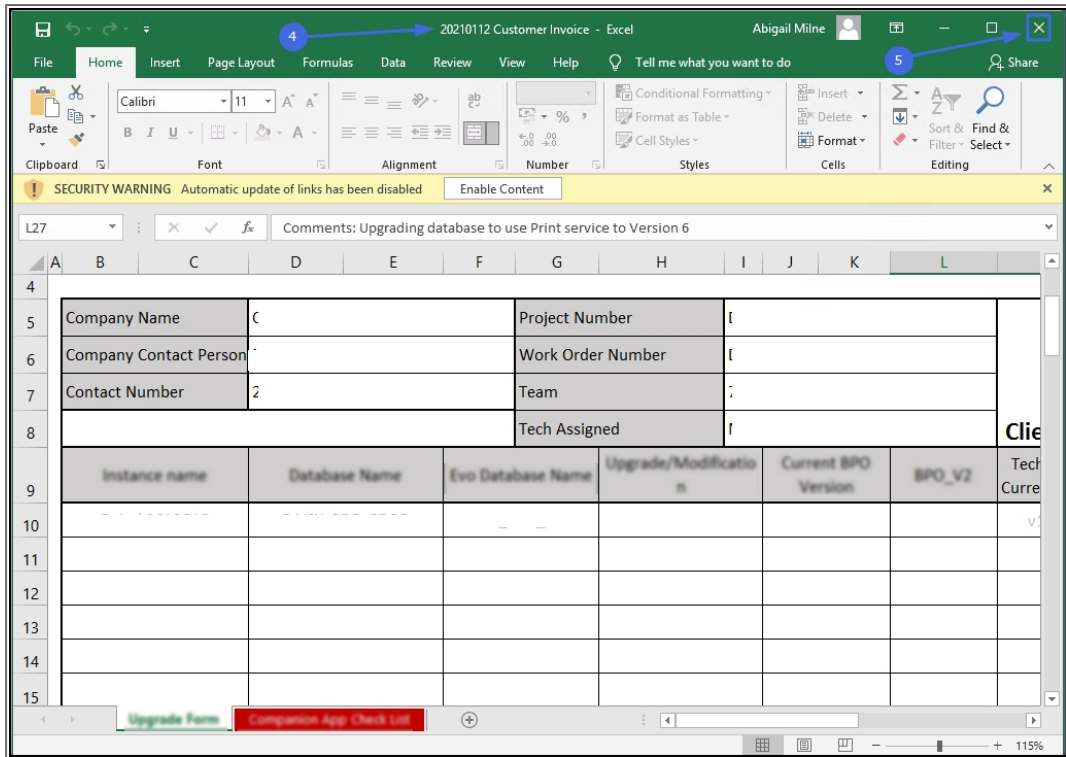 4
20210112 Customer Invoice - Excel
Abigail Milne
5
File Home Insert Page Layout Formulas Data Review View Help Tell me what you want to do Share
Calibri 11
Conditional Formatting
Insert
Paste
Format as Table
Delete
Cell Styles
Format
Sort & Filter
Find & Select
Clipboard Font Alignment Number Styles Cells Editing
SECURITY WARNING Automatic update of links has been disabled Enable Content
L27 fx Comments: Upgrading database to use Print service to Version 6
A B C D E F G H I J K L
4
5 Company Name Project Number
6 Company Contact Person Work Order Number
7 Contact Number 2 Team
8 Tech Assigned Clie
9 Instance name Database Name Evo Database Name Upgrade/Modification Current BPO Version BPO_V2 Tech Curre
10
11
12
13
14
15
Upgrade Form Companion App Check List
115%